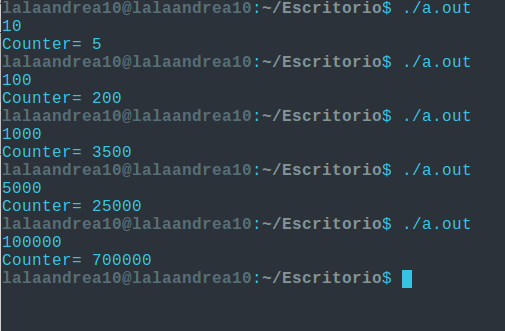 lalaandrea10@lalaandrea10:~/Escritorio$ ./a.out
10
Counter= 5
lalaandrea10@lalaandrea10:~/Escritorio$ ./a.out
100
Counter= 200
lalaandrea10@lalaandrea10:~/Escritorio$ ./a.out
1000
Counter= 3500
lalaandrea10@lalaandrea10:~/Escritorio$ ./a.out
5000
Counter= 25000
lalaandrea10@lalaandrea10:~/Escritorio$ ./a.out
100000
Counter= 700000
lalaandrea10@lalaandrea10:~/Escritorio$